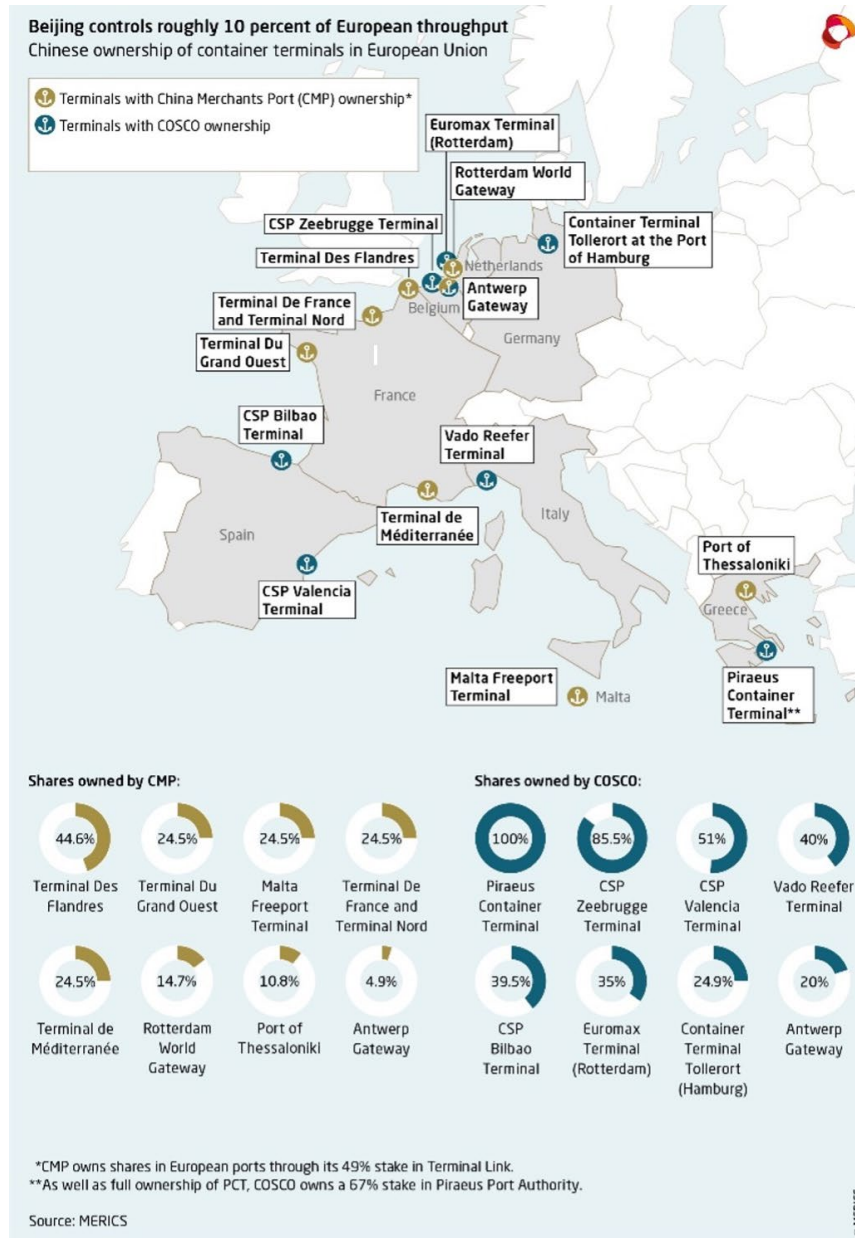 Beijing controls roughly 10 percent of European throughput
Chinese ownership of container terminals in European Union
Terminals with China Merchants Port (CMP) ownership*
Terminals with COSCO ownership
Euromax Terminal
(Rotterdam)
Rotterdam World
Gateway
CSP Zeebrugge Terminal
Container Terminal
Tollerort at the Port
of Hamburg
Terminal Des Flandres
Netherlands
Antwerp
Gateway
Belgium
Terminal De France
and Terminal Nord
Germany
Terminal Du
Grand Ouest
France
CSP Bilbao
Terminal
Vado Reefer
Terminal
Spain
Terminal de
Méditerranée
Italy
CSP Valencia
Terminal
Port of
Thessaloniki
Greece
Malta Freeport
Terminal
Malta
Piraeus
Container
Terminal**
Shares owned by CMP:
44.6%
24.5%
24.5%
24.5%
Terminal Des
Flandres
Terminal Du
Grand Ouest
Malta
Freeport
Terminal
Terminal De
France and
Terminal Nord
24.5%
14.7%
10.8%
4.9%
Terminal de
Méditerranée
Rotterdam
World
Gateway
Port of
Thessaloniki
Antwerp
Gateway
Shares owned by COSCO:
100%
85.5%
51%
40%
Piraeus
Container
Terminal
CSP
Zeebrugge
Terminal
CSP
Valencia
Terminal
Vado Reefer
Terminal
39.5%
35%
24.9%
20%
CSP
Bilbao
Terminal
Euromax
Terminal
(Rotterdam)
Container
Terminal
Tollerort
(Hamburg)
Antwerp
Gateway
*CMP owns shares in European ports through its 49% stake in Terminal Link.
**As well as full ownership of PCT, COSCO owns a 67% stake in Piraeus Port Authority.
Source: MERICS